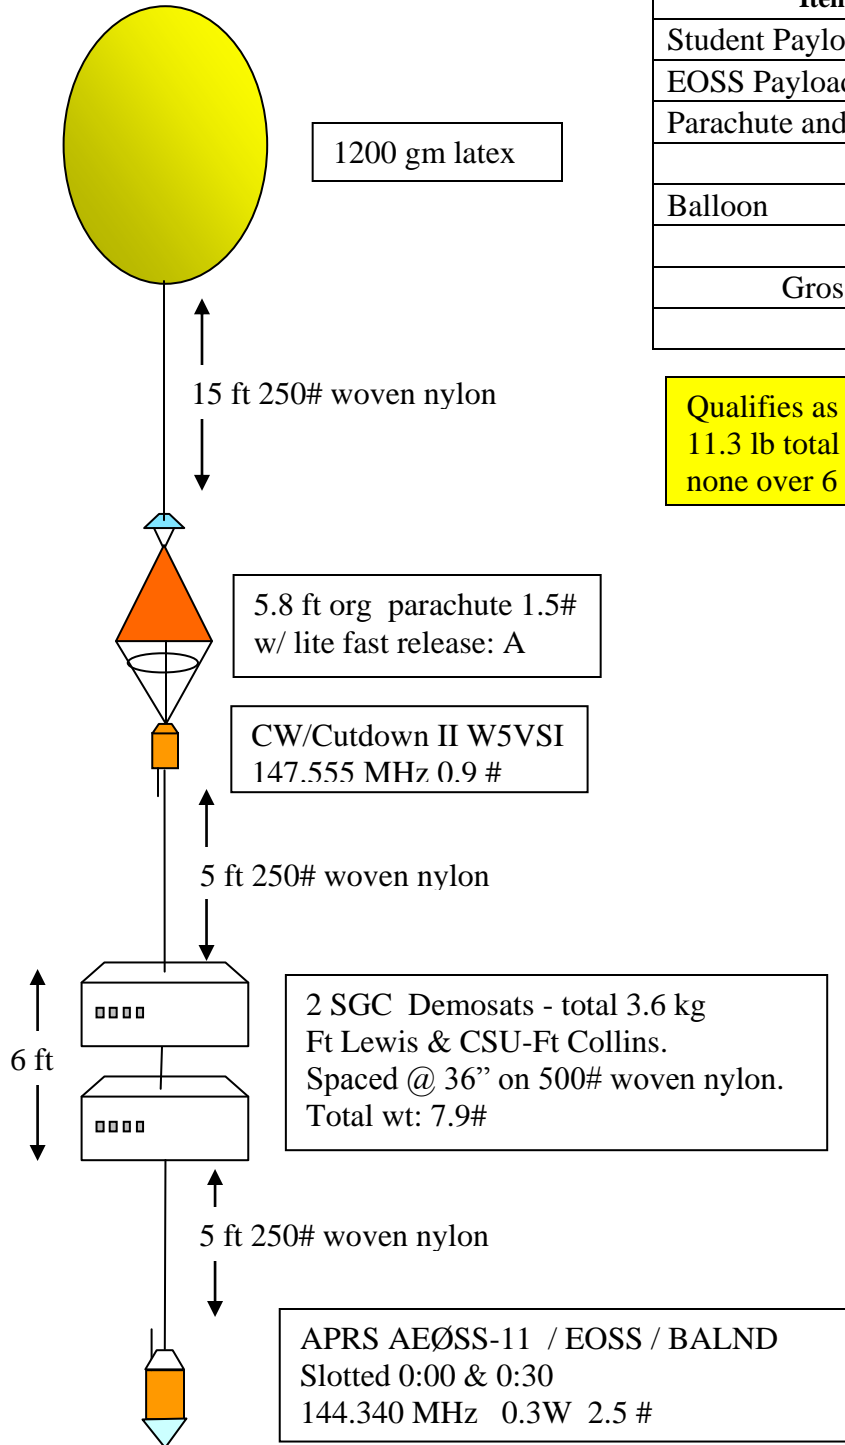 Student
EOSS
Parachute and
Balloon
1200 gm latex
15 ft 250# woven nylon
Qualifies as
11.3 lb total
none over 6
5.8 ft org parachute 1.5#
w/ lite fast release: A
CW/Cutdown II W5VSI
147.555 MHz 0.9 #
5 ft 250# woven nylon
6 ft
2 SGC Demosats - total 3.6 kg
Ft Lewis & CSU-Ft Collins.
Spaced @ 36” on 500# woven nylon.
Total wt: 7.9#
5 ft 250# woven nylon
APRS AEØSS-11 / EOSS / BALND
Slotted 0:00 & 0:30
144.340 MHz 0.3W 2.5 #